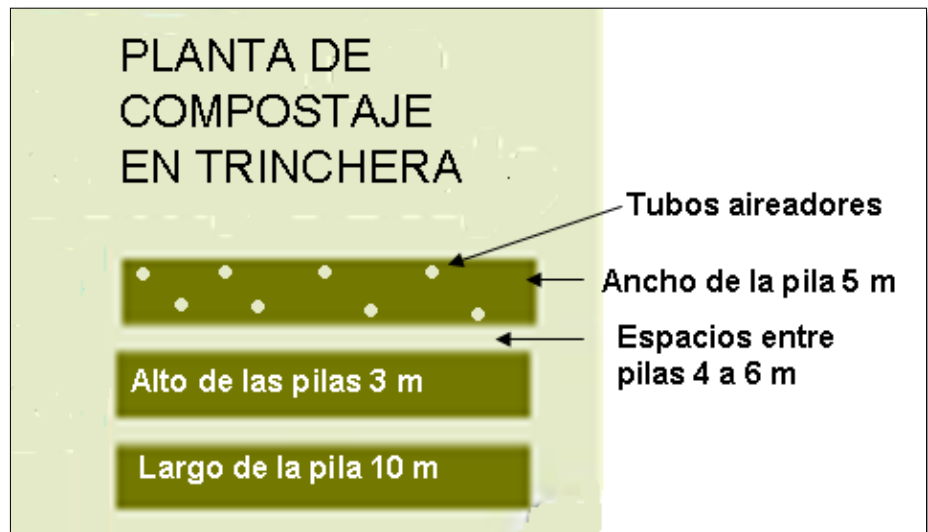 PLANTA DE
COMPOSTAJE
EN TRINCHERA
Tubos aireadores
Ancho de la pila 5 m
Espacios entre
pilas 4 a 6 m
Alto de las pilas 3 m
Largo de la pila 10 m